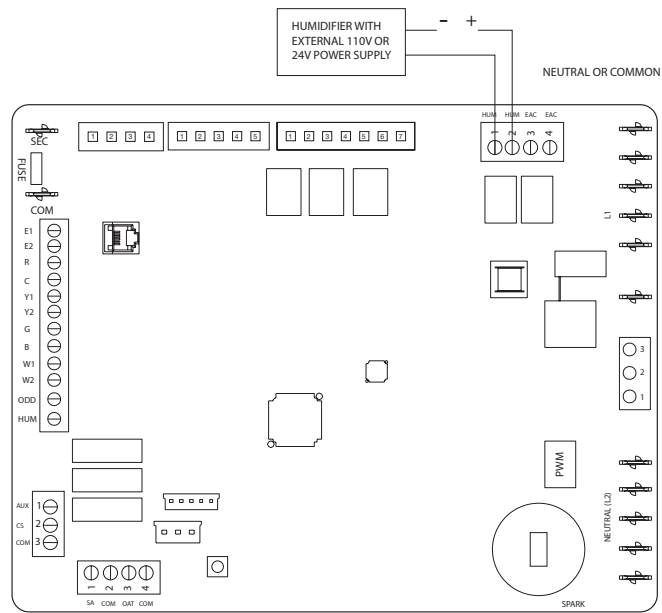 HUMIDIFIER WITH
EXTERNAL 110V OR
24V POWER SUPPLY
- +
NEUTRAL OR COMMON
HUM HUM EAC EAC
1 2 3 4
1 2 3 4
1 2 3 4 5
1 2 3 4 5 6 7
SEC
FUSE
COM
L1
E1
E2
R
C
Y1
Y2
G
B
W1
W2
ODD
HUM
3
2
1
PWM
NEUTRAL (L2)
AUX 1
CS 2
COM 3
1 2 3 4
SA COM OAT COM
SPARK